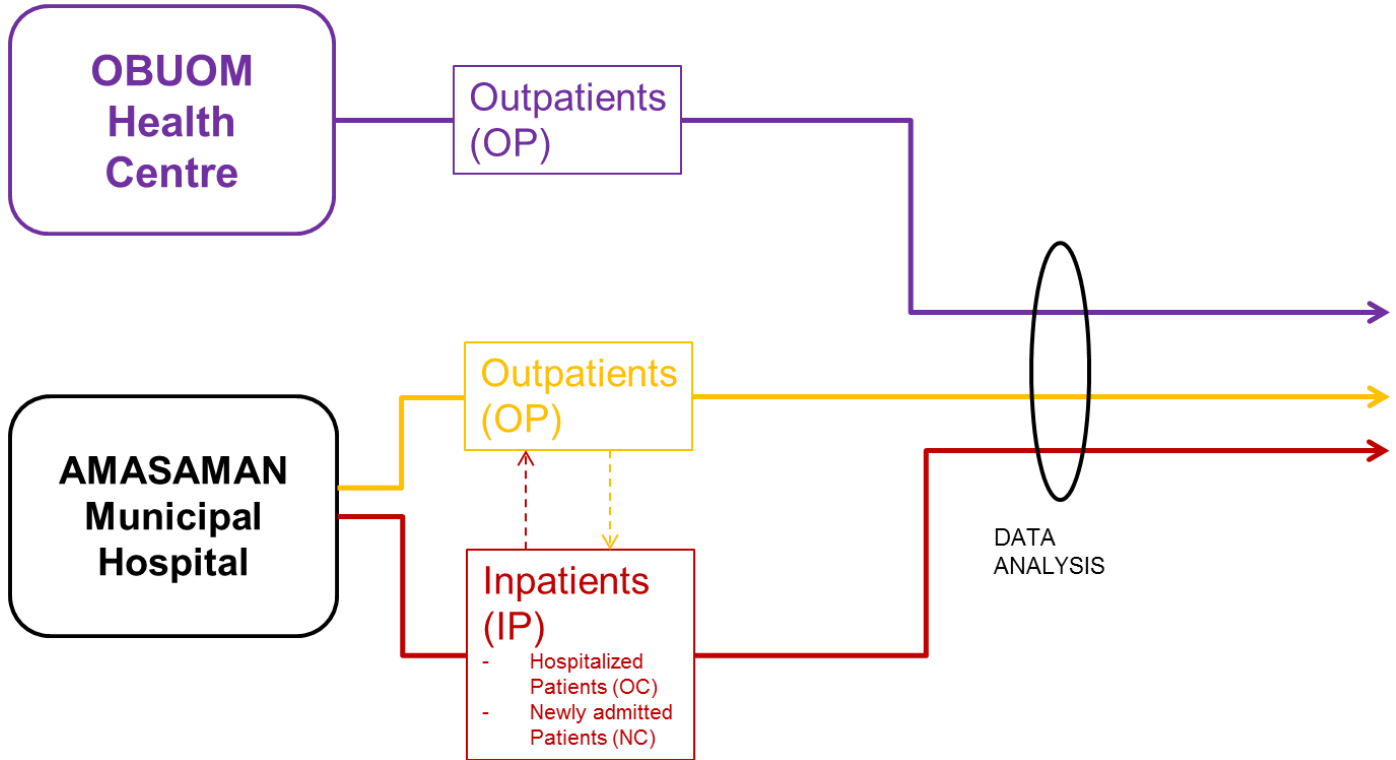 OBUOM
Health
Centre
Outpatients
(OP)
Outpatients
(OP)
AMASAMAN
Municipal
Hospital
Inpatients
(IP)
- Hospitalized
Patients (OC)
- Newly admitted
Patients (NC)
DATA
ANALYSIS